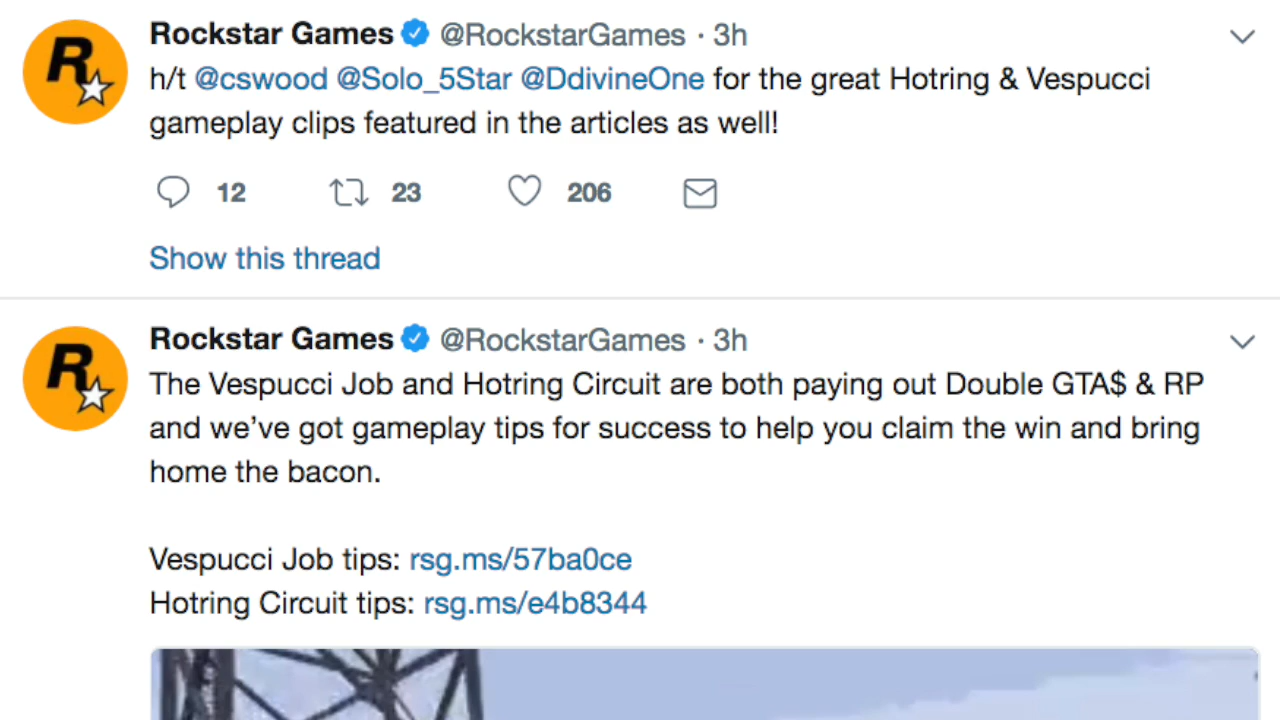 Rockstar Games @RockstarGames · 3h
h/t @cswood @Solo_5Star @DdivineOne for the great Hotring & Vespucci
gameplay clips featured in the articles as well!
12 23 206
Show this thread
Rockstar Games @RockstarGames · 3h
The Vespucci Job and Hotring Circuit are both paying out Double GTA$ & RP
and we’ve got gameplay tips for success to help you claim the win and bring
home the bacon.
Vespucci Job tips: rsg.ms/57ba0ce
Hotring Circuit tips: rsg.ms/e4b8344